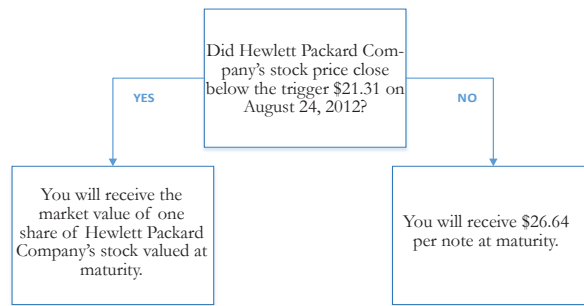 Did Hewlett Packard Com-
pany's stock price close
below the trigger $21.31 on
August 24, 2012?
YES
NO
You will receive the
market value of one
share of Hewlett Packard
Company's stock valued at
maturity.
You will receive $26.64
per note at maturity.